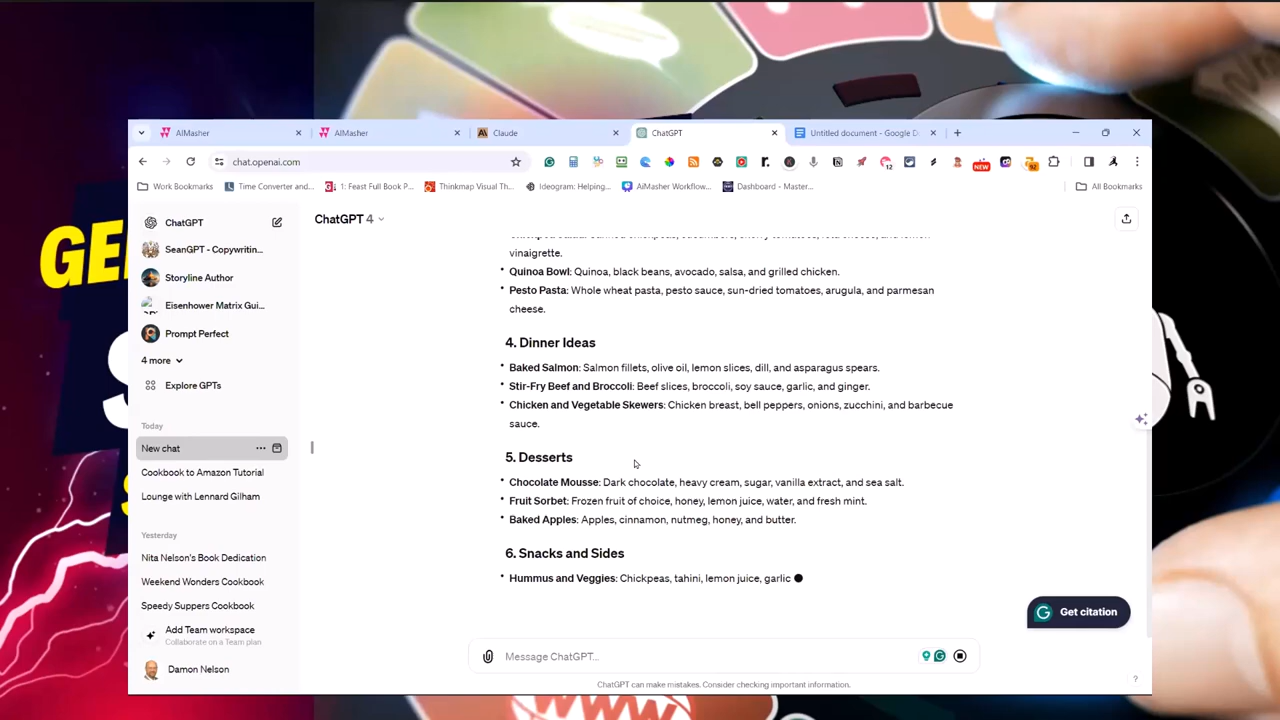 GE
S
AIMasher
AIMasher
Claude
ChatGPT
Untitled document - Google D
chat.openai.com
NEW
12
92
Work Bookmarks
Time Converter and...
1: Feast Full Book P...
Thinkmap Visual Th...
Ideogram: Helping...
AiMasher Workflow...
Dashboard - Master...
All Bookmarks
ChatGPT
SeanGPT - Copywritin...
Storyline Author
Eisenhower Matrix Gui...
Prompt Perfect
4 more
Explore GPTs
Today
New chat
Cookbook to Amazon Tutorial
Lounge with Lennard Gilham
Yesterday
Nita Nelson's Book Dedication
Weekend Wonders Cookbook
Speedy Suppers Cookbook
Add Team workspace
Collaborate on a Team plan
Damon Nelson
ChatGPT 4
vinaigrette.
• Quinoa Bowl: Quinoa, black beans, avocado, salsa, and grilled chicken.
• Pesto Pasta: Whole wheat pasta, pesto sauce, sun-dried tomatoes, arugula, and parmesan
cheese.
4. Dinner Ideas
• Baked Salmon: Salmon fillets, olive oil, lemon slices, dill, and asparagus spears.
• Stir-Fry Beef and Broccoli: Beef slices, broccoli, soy sauce, garlic, and ginger.
• Chicken and Vegetable Skewers: Chicken breast, bell peppers, onions, zucchini, and barbecue
sauce.
5. Desserts
• Chocolate Mousse: Dark chocolate, heavy cream, sugar, vanilla extract, and sea salt.
• Fruit Sorbet: Frozen fruit of choice, honey, lemon juice, water, and fresh mint.
• Baked Apples: Apples, cinnamon, nutmeg, honey, and butter.
6. Snacks and Sides
• Hummus and Veggies: Chickpeas, tahini, lemon juice, garlic
Get citation
Message ChatGPT...
ChatGPT can make mistakes. Consider checking important information.
?
www